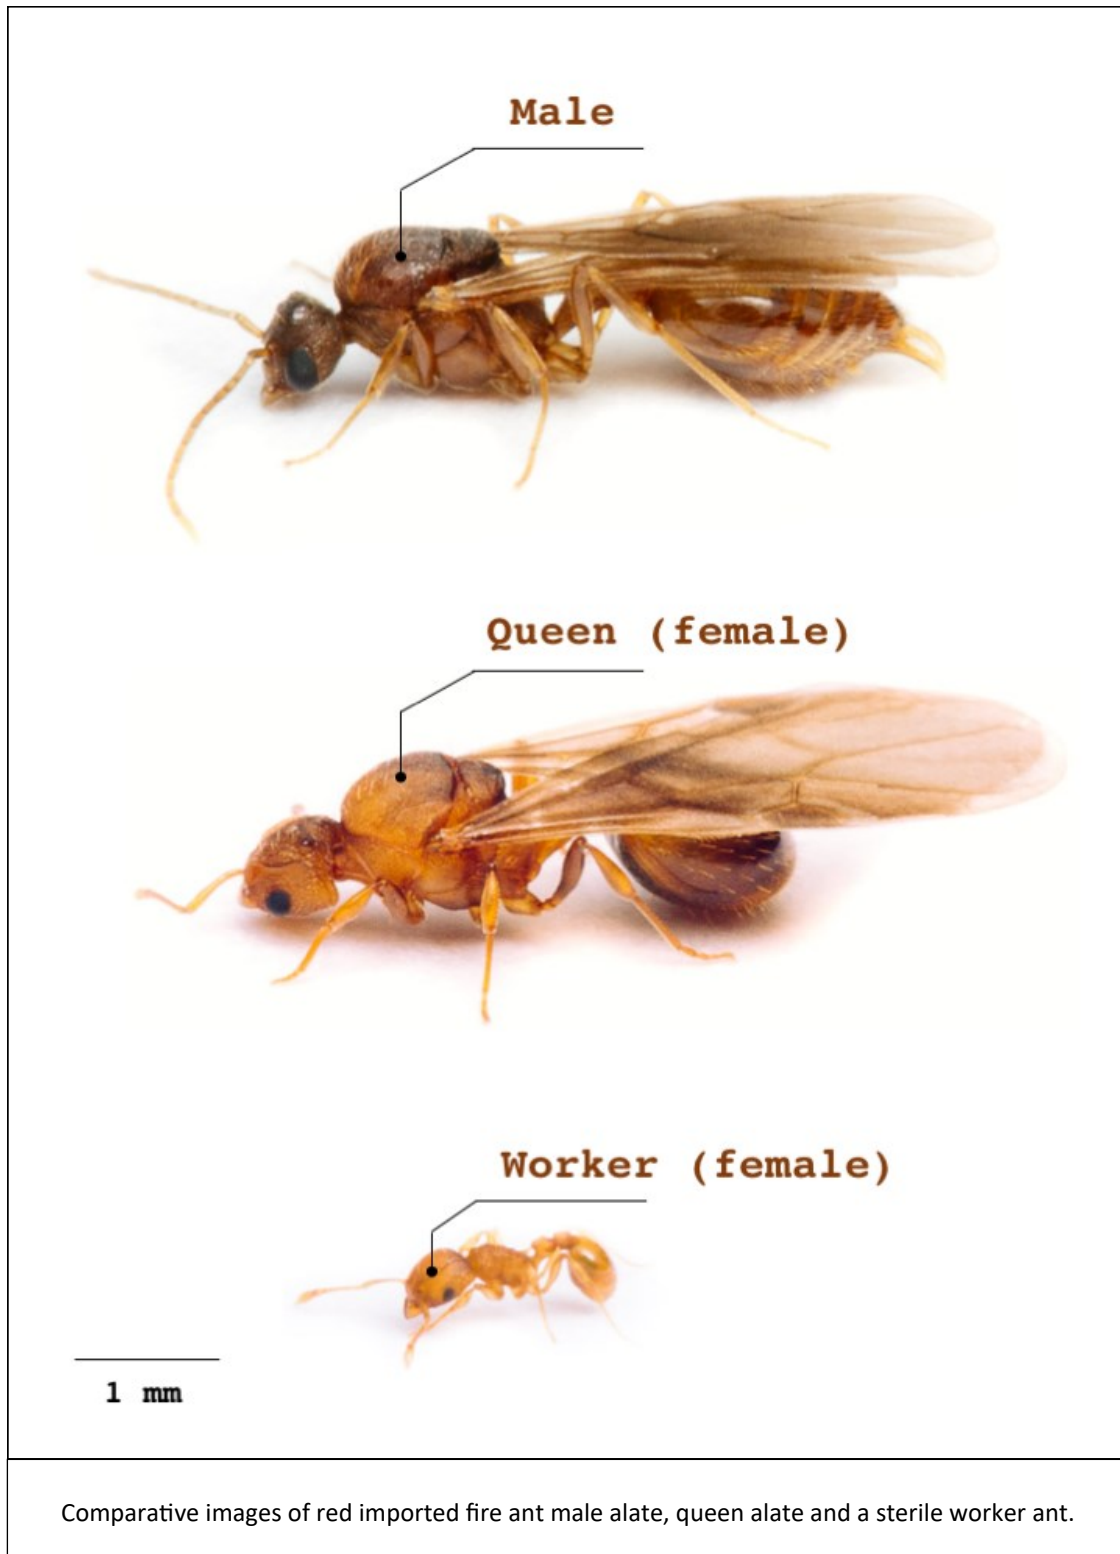 Male
Queen (female)
Worker (female)
1 mm
Comparative images of red imported fire ant male alate, queen alate and a sterile worker ant.